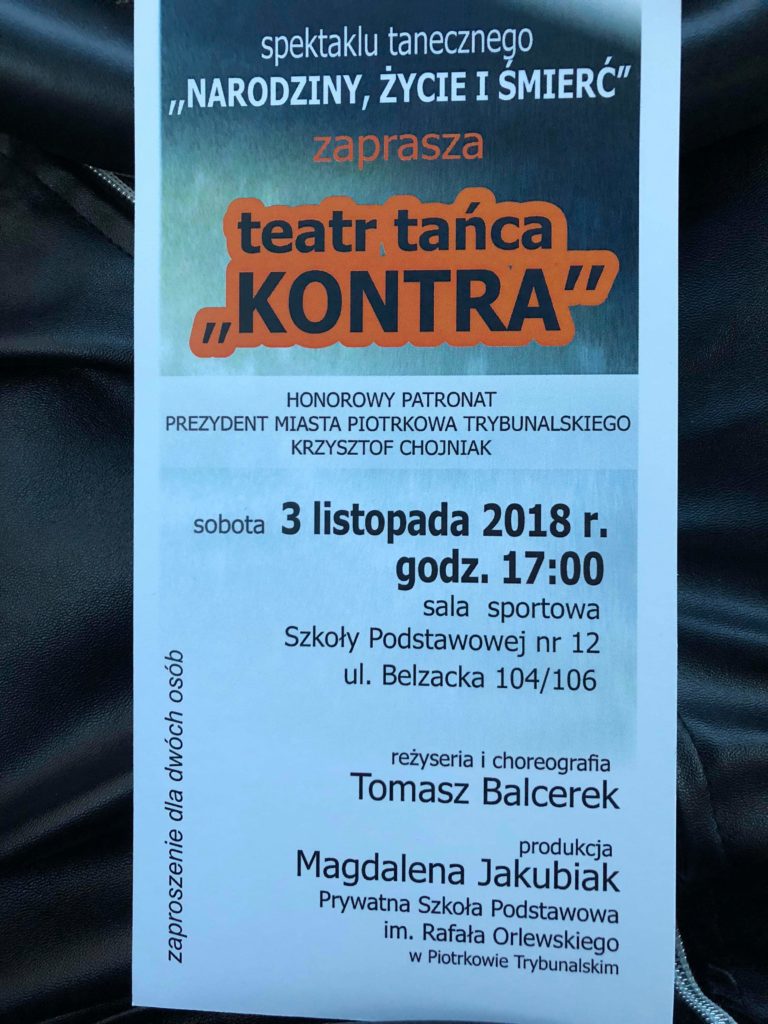 spektaklu tanecznego
,,NARODZINY, ŻYCIE I ŚMIERĆ"
zaprasza
teatr tańca
„KONTRA"
HONOROWY PATRONAT
PREZYDENT MIASTA PIOTRKOWA TRYBUNALSKIEGO
KRZYSZTOF CHOJNIAK
sobota 3 listopada 2018 r.
godz. 17:00
sala sportowa
Szkoły Podstawowej nr 12
ul. Belzacka 104/106
zaproszenie dla dwóch osób
reżyseria i choreografia
Tomasz Balcerek
produkcja
Magdalena Jakubiak
Prywatna Szkoła Podstawowa
im. Rafała Orlewskiego
w Piotrkowie Trybunalskim